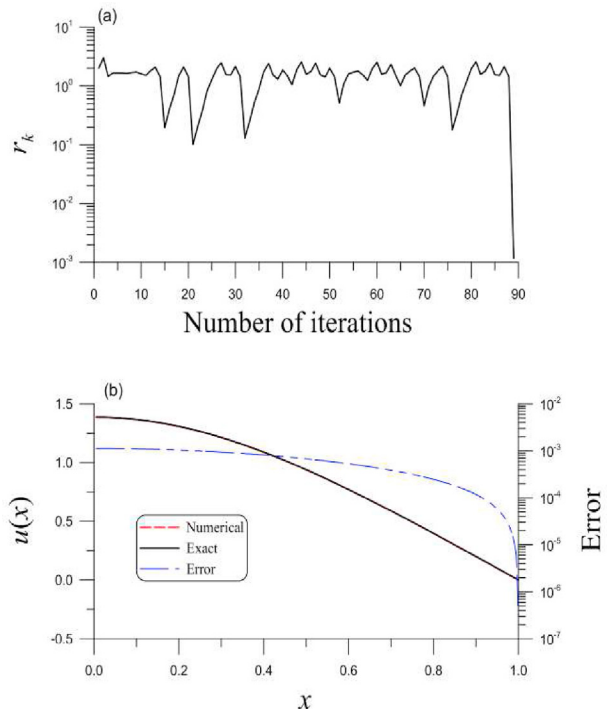 (a)
10^1
10^0
10^-1
10^-2
10^-3
r_k
0 10 20 30 40 50 60 70 80 90
Number of iterations
(b)
1.5
1.0
0.5
0.0
-0.5
u(x)
Numerical
Exact
Error
10^-2
10^-3
10^-4
10^-5
10^-6
10^-7
Error
0.0 0.2 0.4 0.6 0.8 1.0
x